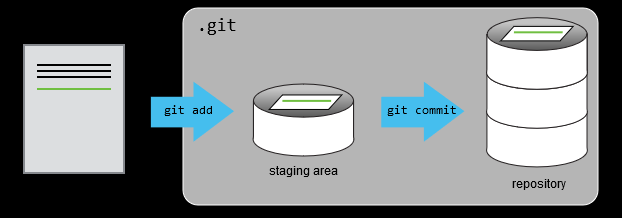 .git
git add
git commit
staging area
repository